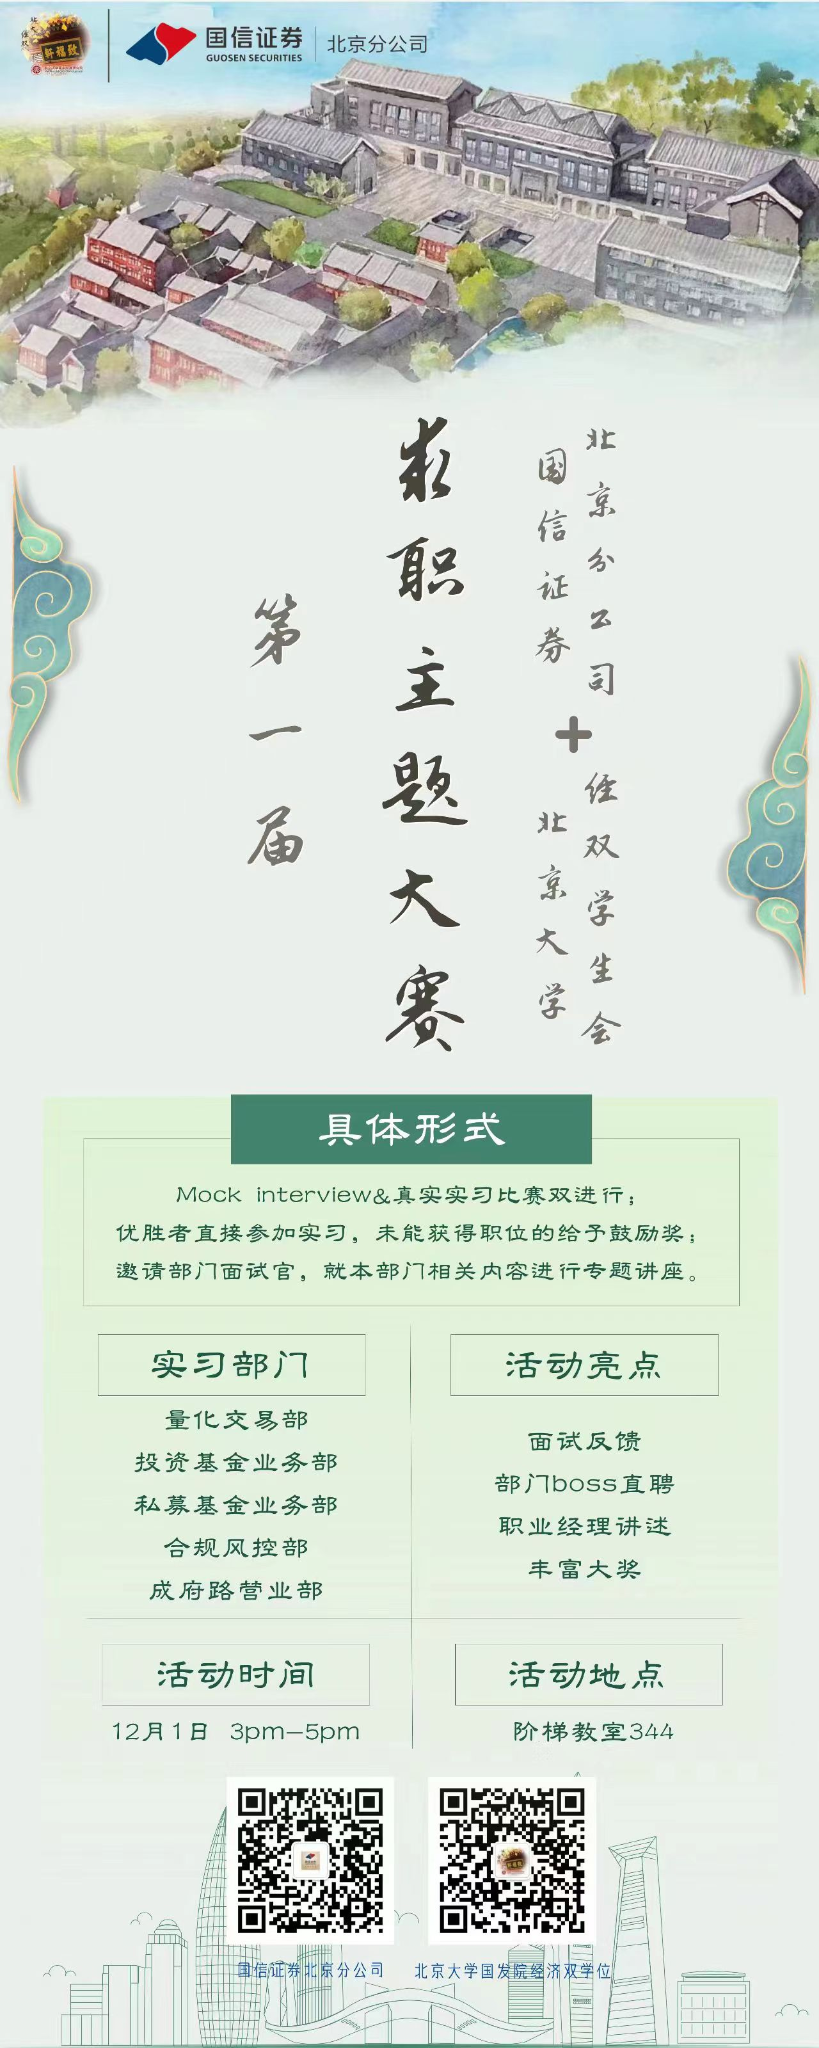 国信证券
GUOSEN SECURITIES
北京分公司
国信证券
北京分公司
+
北京大学
经双学生会
求职主题大赛
第一届
具体形式
Mock interview&真实实习比赛双进行；
优胜者直接参加实习，未能获得职位的给予鼓励奖；
邀请部门面试官，就本部门相关内容进行专题讲座。
实习部门
量化交易部
投资基金业务部
私募基金业务部
合规风控部
成府路营业部
活动亮点
面试反馈
部门boss直聘
职业经理讲述
丰富大奖
活动时间
12月1日 3pm—5pm
活动地点
阶梯教室344
国信证券北京分公司
北京大学国发院经济双学位